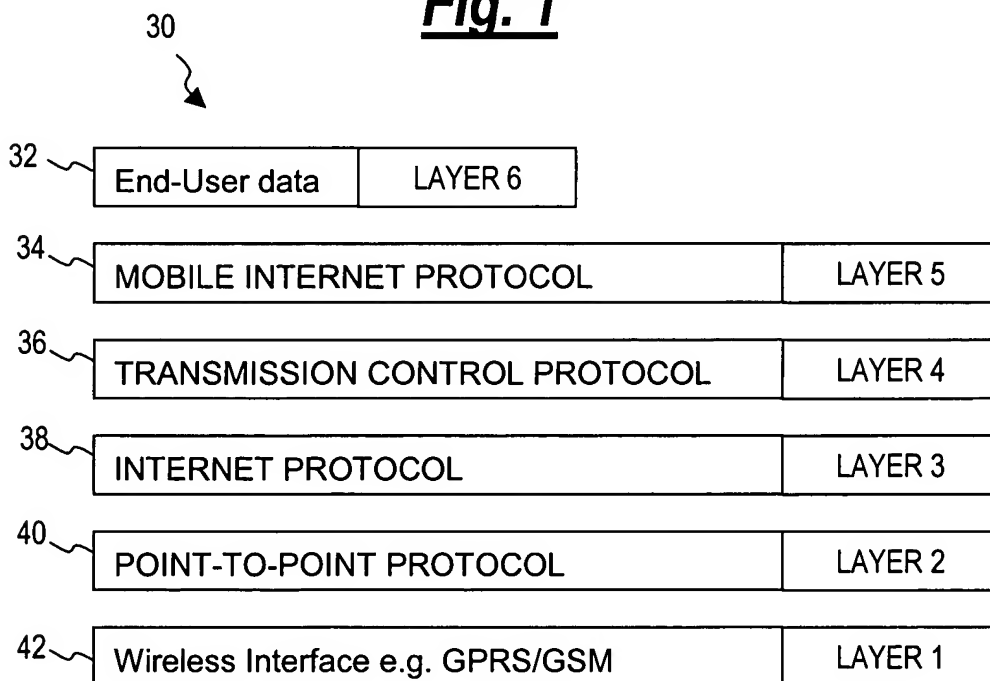 Fig. 1
30
32 End-User data LAYER 6
34 MOBILE INTERNET PROTOCOL LAYER 5
36 TRANSMISSION CONTROL PROTOCOL LAYER 4
38 INTERNET PROTOCOL LAYER 3
40 POINT-TO-POINT PROTOCOL LAYER 2
42 Wireless Interface e.g. GPRS/GSM LAYER 1